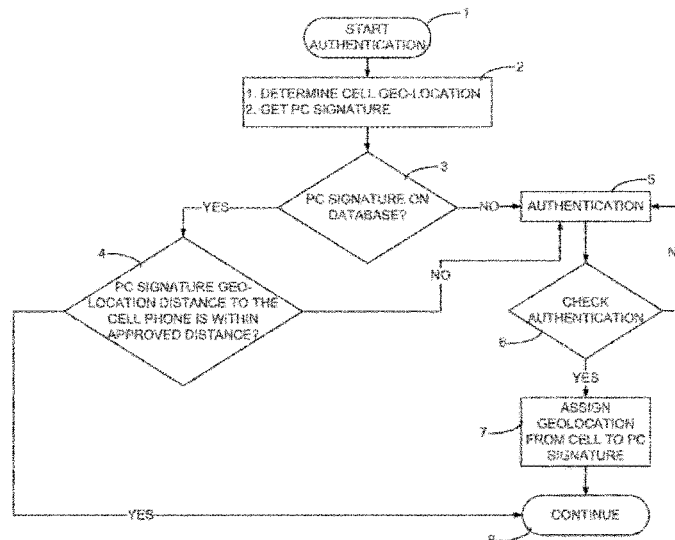 1
START
AUTHENTICATION
2
1. DETERMINE CELL GEO-LOCATION
2. GET PC SIGNATURE
3
PC SIGNATURE ON
DATABASE?
YES
NO
5
AUTHENTICATION
4
PC SIGNATURE GEO-
LOCATION DISTANCE TO THE
CELL PHONE IS WITHIN
APPROVED DISTANCE?
NO
N
CHECK
AUTHENTICATION
6
YES
7
ASSIGN
GEOLOCATION
FROM CELL TO PC
SIGNATURE
YES
CONTINUE
8